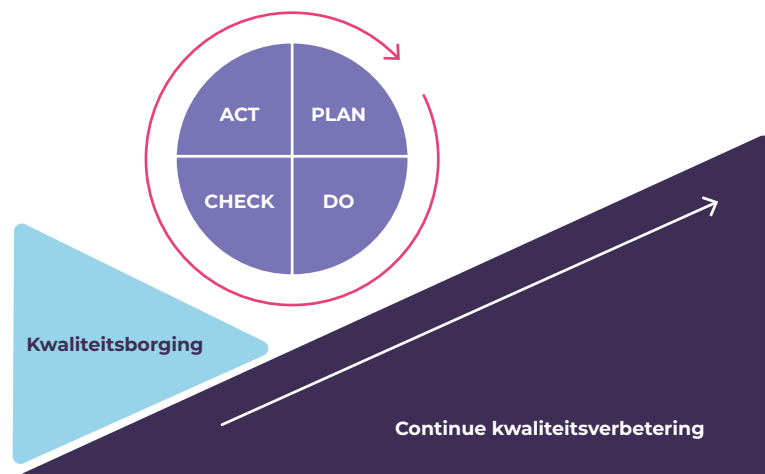 ACT
PLAN
CHECK
DO
Kwaliteitsborging
Continue kwaliteitsverbetering